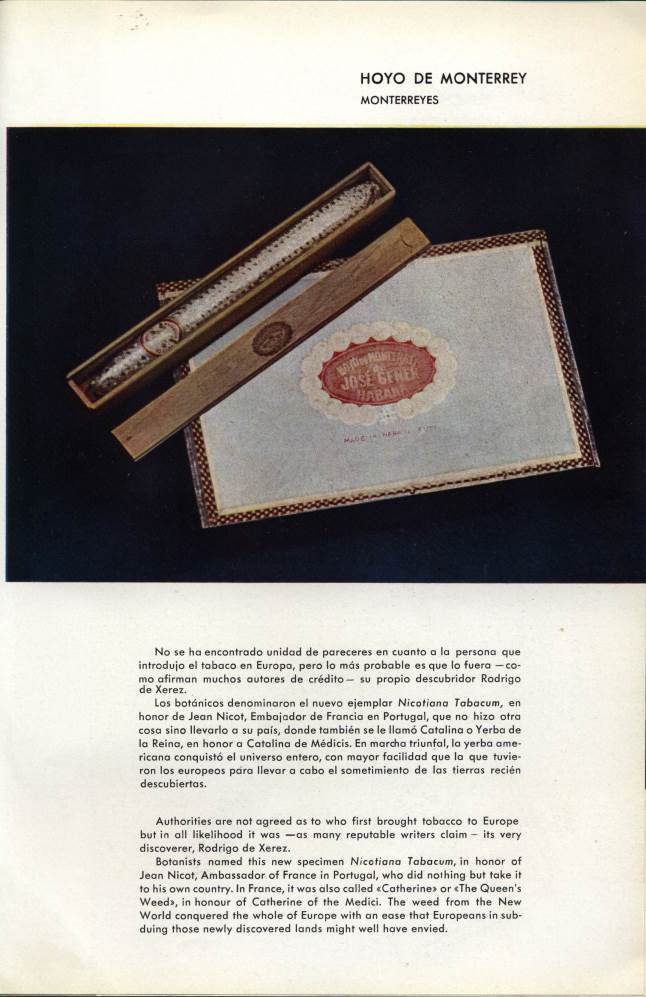 HOYO DE MONTERREY
MONTERREYES
HOYO DE MONTERREY
DE
JOSÉ GENER
HABANA
MADE IN HABANA
No se ha encontrado unidad de pareceres en cuanto a la persona que
introdujo el tabaco en Europa, pero lo más probable es que lo fuera —co-
mo afirman muchos autores de crédito— su propio descubridor Rodrigo
de Xerez.
Los botánicos denominaron el nuevo ejemplar Nicotiana Tabacum, en
honor de Jean Nicot, Embajador de Francia en Portugal, que no hizo otra
cosa sino llevarlo a su país, donde también se le llamó Catalina o Yerba de
la Reina, en honor a Catalina de Médicis. En marcha triunfal, la yerba ame-
ricana conquistó el universo entero, con mayor facilidad que la que tuvie-
ron los europeos para llevar a cabo el sometimiento de las tierras recién
descubiertas.
Authorities are not agreed as to who first brought tobacco to Europe
but in all likelihood it was —as many reputable writers claim — its very
discoverer, Rodrigo de Xerez.
Botanists named this new specimen Nicotiana Tabacum, in honor of
Jean Nicot, Ambassador of France in Portugal, who did nothing but take it
to his own country. In France, it was also called «Catherine» or «The Queen's
Weed», in honour of Catherine of the Medici. The weed from the New
World conquered the whole of Europe with an ease that Europeans in sub-
duing those newly discovered lands might well have envied.